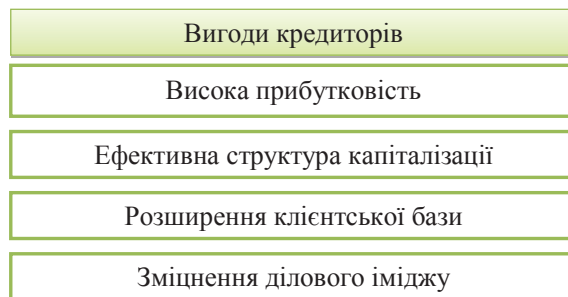 Вигоди кредиторів
Висока прибутковість
Ефективна структура капіталізації
Розширення клієнтської бази
Зміцнення ділового іміджу